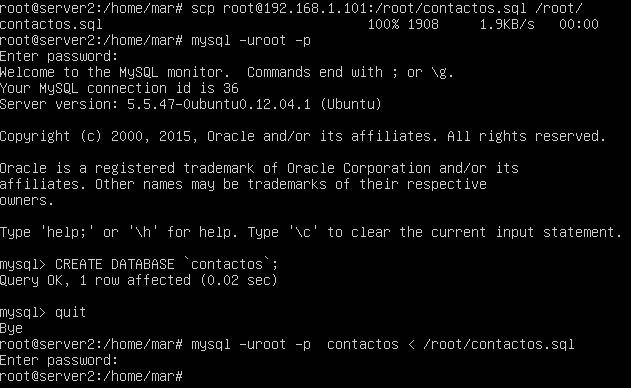 root@server2:/home/mar# scp root@192.168.1.101:/root/contactos.sql /root/
contactos.sql 100% 1908 1.9KB/s 00:00
root@server2:/home/mar# mysql -uroot -p
Enter password:
Welcome to the MySQL monitor.  Commands end with ; or \g.
Your MySQL connection id is 36
Server version: 5.5.47-0ubuntu0.12.04.1 (Ubuntu)
Copyright (c) 2000, 2015, Oracle and/or its affiliates. All rights reserved.
Oracle is a registered trademark of Oracle Corporation and/or its
affiliates. Other names may be trademarks of their respective
owners.
Type 'help;' or '\h' for help. Type '\c' to clear the current input statement.
mysql> CREATE DATABASE `contactos`;
Query OK, 1 row affected (0.02 sec)
mysql> quit
Bye
root@server2:/home/mar# mysql -uroot -p  contactos < /root/contactos.sql
Enter password:
root@server2:/home/mar#